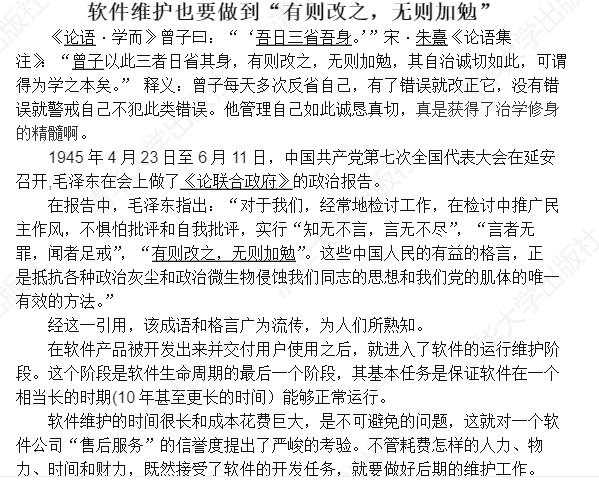 软件维护也要做到“有则改之，无则加勉”
《论语·学而》曾子曰：“‘吾日三省吾身。’”宋·朱熹《论语集
注》：“曾子以此三者日省其身，有则改之，无则加勉，其自治诚切如此，可谓
得为学之本矣。” 释义：曾子每天多次反省自己，有了错误就改正它，没有错
误就警戒自己不犯此类错误。他管理自己如此诚恳真切，真是获得了治学修身
的精髓啊。
1945 年 4 月 23 日至 6 月 11 日，中国共产党第七次全国代表大会在延安
召开,毛泽东在会上做了《论联合政府》的政治报告。
在报告中，毛泽东指出：“对于我们，经常地检讨工作，在检讨中推广民
主作风，不惧怕批评和自我批评，实行“知无不言，言无不尽”，“言者无
罪，闻者足戒”，“有则改之，无则加勉”。这些中国人民的有益的格言，正
是抵抗各种政治灰尘和政治微生物侵蚀我们同志的思想和我们党的肌体的唯一
有效的方法。”
经这一引用，该成语和格言广为流传，为人们所熟知。
在软件产品被开发出来并交付用户使用之后，就进入了软件的运行维护阶
段。这个阶段是软件生命周期的最后一个阶段，其基本任务是保证软件在一个
相当长的时期(10 年甚至更长的时间）能够正常运行。
软件维护的时间很长和成本花费巨大，是不可避免的问题，这就对一个软
件公司“售后服务”的信誉度提出了严峻的考验。不管耗费怎样的人力、物
力、时间和财力，既然接受了软件的开发任务，就要做好后期的维护工作。